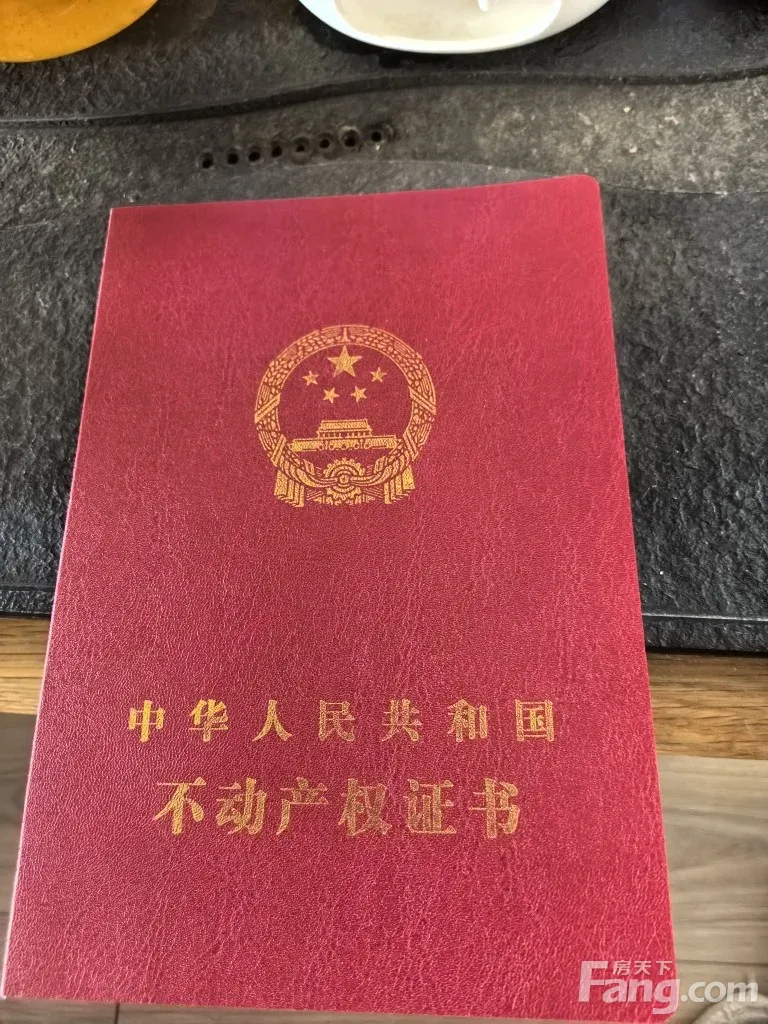 中华人民共和国
不动产权证书
房天下
Fang.com